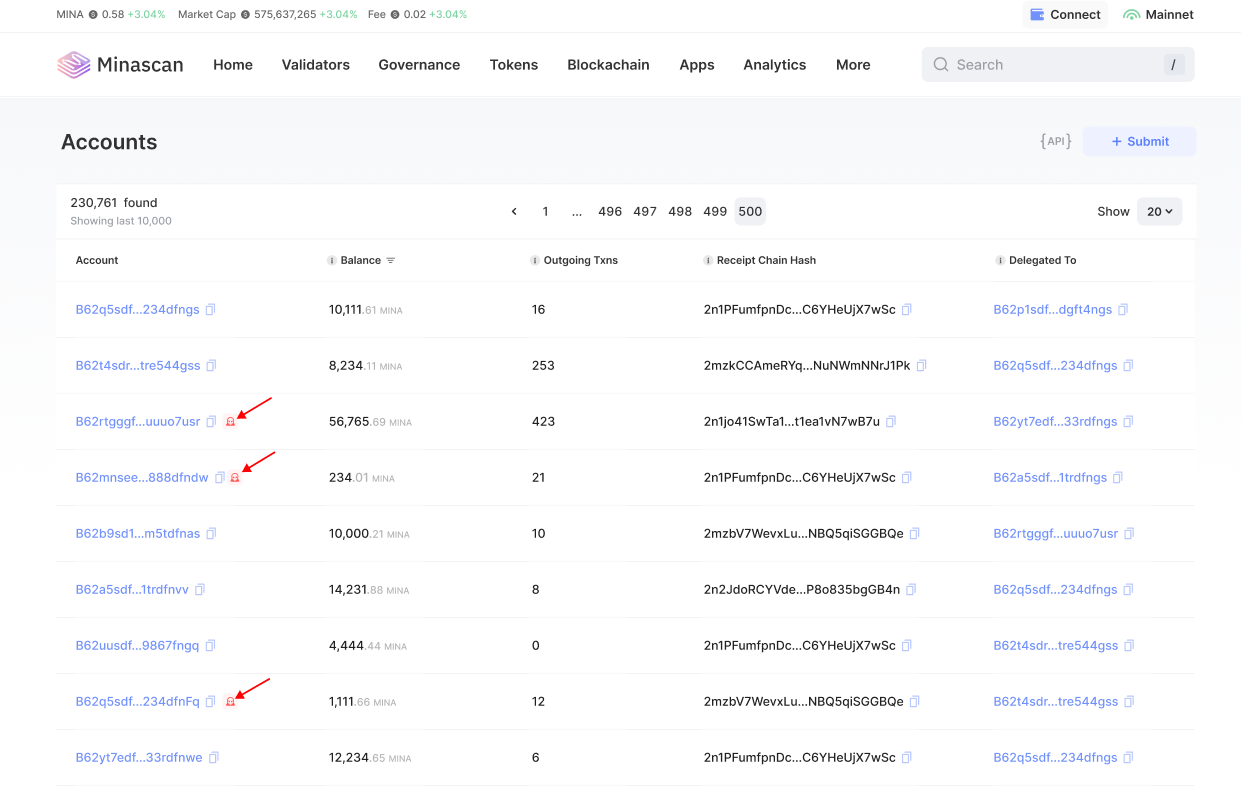 MINA 0.58 +3.04% Market Cap 575,637,265 +3.04% Fee 0.02 +3.04% Connect Mainnet
Minascan Home Validators Governance Tokens Blockachain Apps Analytics More Search /
Accounts {API} + Submit
230,761 found
Showing last 10,000
1 ... 496 497 498 499 500
Show 20
Account Balance Outgoing Txns Receipt Chain Hash Delegated To
B62q5sdf...234dfngs 10,111.61 MINA 16 2n1PFumfpnDc...C6YHeUjX7wSc B62p1sdf...dgft4ngs
B62t4sdr...tre544gss 8,234.11 MINA 253 2mzkCCAmeRYq...NuNWmNNrJ1Pk B62q5sdf...234dfngs
B62rtgggf...uuuo7usr 56,765.69 MINA 423 2n1jo41SwTa1...t1ea1vN7wB7u B62yt7edf...33rdfngs
B62mnsee...888dfndw 234.01 MINA 21 2n1PFumfpnDc...C6YHeUjX7wSc B62a5sdf...1trdfngs
B62b9sd1...m5tdfnas 10,000.21 MINA 10 2mzbV7WevxLu...NBQ5qiSGGBQe B62rtgggf...uuuo7usr
B62a5sdf...1trdfnvv 14,231.88 MINA 8 2n2JdoRCYVde...P8o835bgGB4n B62q5sdf...234dfngs
B62uusdf...9867fngq 4,444.44 MINA 0 2n1PFumfpnDc...C6YHeUjX7wSc B62t4sdr...tre544gss
B62q5sdf...234dfnFq 1,111.66 MINA 12 2mzbV7WevxLu...NBQ5qiSGGBQe B62t4sdr...tre544gss
B62yt7edf...33rdfnwe 12,234.65 MINA 6 2n1PFumfpnDc...C6YHeUjX7wSc B62q5sdf...234dfngs